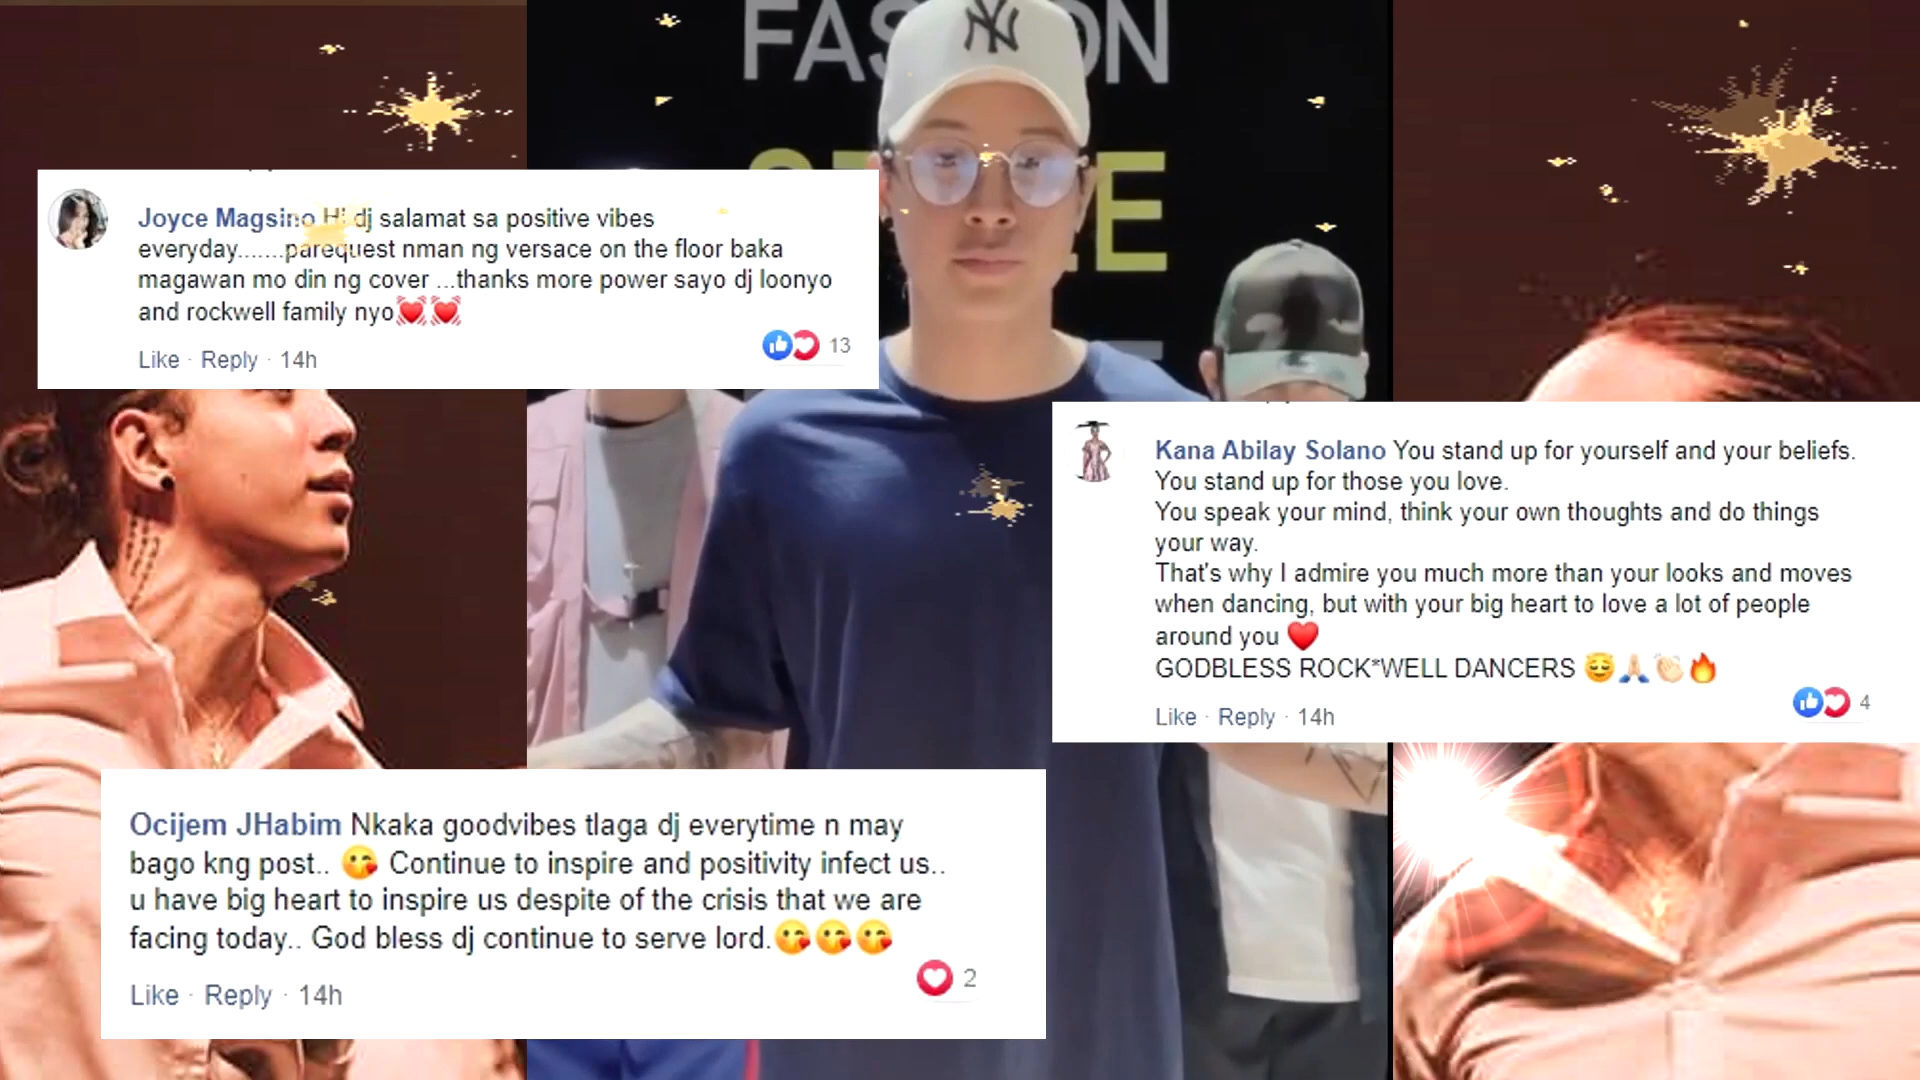 FAS ON
NY
Joyce Magsino Hi dj salamat sa positive vibes
everyday.......parequest nman ng versace on the floor baka
magawan mo din ng cover ...thanks more power sayo dj loonyo
and rockwell family nyo💓💓
13
Like · Reply · 14h
Kana Abilay Solano You stand up for yourself and your beliefs.
You stand up for those you love.
You speak your mind, think your own thoughts and do things
your way.
That's why I admire you much more than your looks and moves
when dancing, but with your big heart to love a lot of people
around you ❤️
GODBLESS ROCK*WELL DANCERS 😇🙏🏻👏🏻🔥
4
Like · Reply · 14h
Ocijem JHabim Nkaka goodvibes tlaga dj everytime n may
bago kng post.. 😘 Continue to inspire and positivity infect us..
u have big heart to inspire us despite of the crisis that we are
facing today.. God bless dj continue to serve lord.😘😘😘
2
Like · Reply · 14h